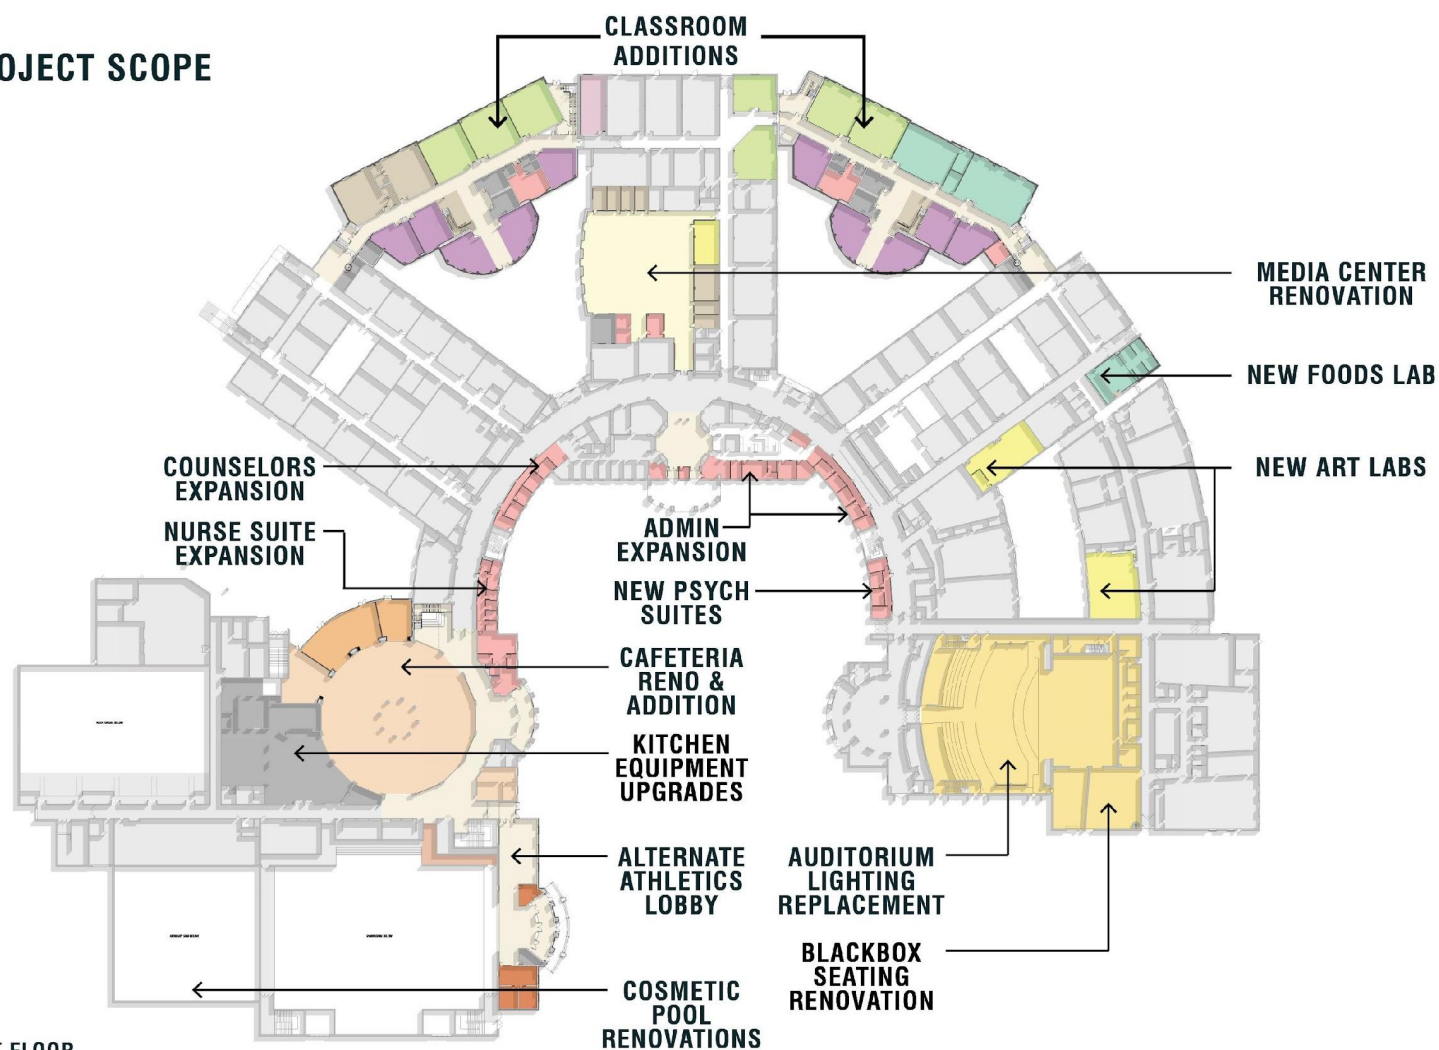 OJECT SCOPE
CLASSROOM
ADDITIONS
MEDIA CENTER
RENOVATION
NEW FOODS LAB
NEW ART LABS
COUNSELORS
EXPANSION
NURSE SUITE
EXPANSION
ADMIN
EXPANSION
NEW PSYCH
SUITES
CAFETERIA
RENO &
ADDITION
KITCHEN
EQUIPMENT
UPGRADES
ALTERNATE
ATHLETICS
LOBBY
AUDITORIUM
LIGHTING
REPLACEMENT
BLACKBOX
SEATING
RENOVATION
COSMETIC
POOL
RENOVATIONS
FLOOR